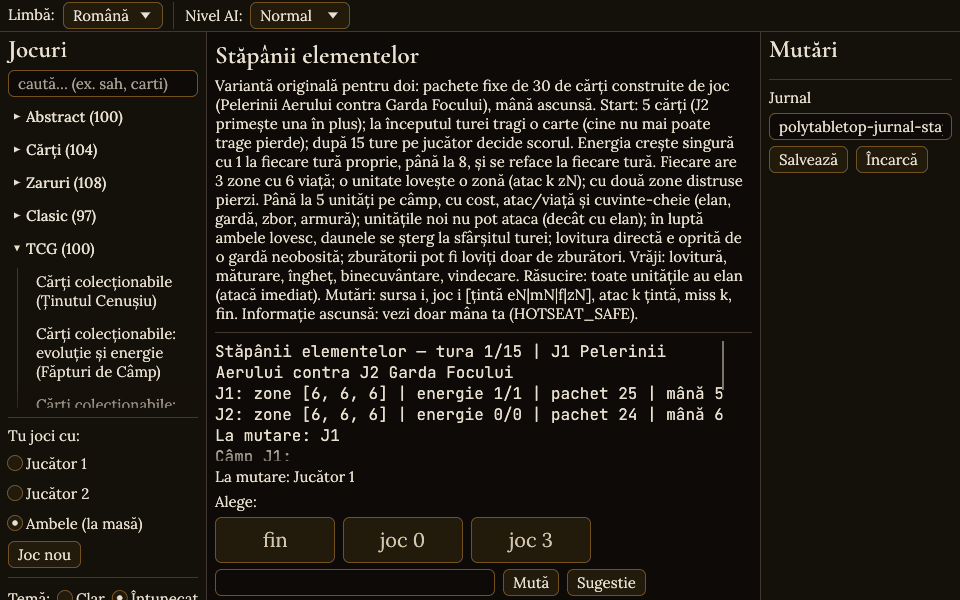 Limbă: Română Nivel AI: Normal
Jocuri
caută... (ex. sah, carti)
Abstract (100)
Cărți (104)
Zaruri (108)
Clasic (97)
TCG (100)
Cărți colecționabile
(Ținutul Cenușiu)
Cărți colecționabile:
evoluție și energie
(Făpturi de Câmp)
Cărți colecționabile:
Tu joci cu:
Jucător 1
Jucător 2
Ambele (la masă)
Joc nou
Temă: Clar Întunecat
Stăpânii elementelor
Variantă originală pentru doi: pachete fixe de 30 de cărți construite de joc
(Pelerinii Aerului contra Garda Focului), mână ascunsă. Start: 5 cărți (J2
primește una în plus); la începutul turei tragi o carte (cine nu mai poate
trage pierde); după 15 ture pe jucător decide scorul. Energia crește singură
cu 1 la fiecare tură proprie, până la 8, și se reface la fiecare tură. Fiecare are
3 zone cu 6 viață; o unitate lovește o zonă (atac k zN); cu două zone distruse
pierzi. Până la 5 unități pe câmp, cu cost, atac/viață și cuvinte-cheie (elan,
gardă, zbor, armură); unitățile noi nu pot ataca (decât cu elan); în luptă
ambele lovesc, daunele se șterg la sfârșitul turei; lovitura directă e oprită de
o gardă neobosită; zburătorii pot fi loviți doar de zburători. Vrăji: lovitură,
măturare, îngheț, binecuvântare, vindecare. Răsucire: toate unitățile au elan
(atacă imediat). Mutări: sursa i, joc i [țintă eN|mN|f|zN], atac k țintă, miss k,
fin. Informație ascunsă: vezi doar mâna ta (HOTSEAT_SAFE).
Stăpânii elementelor — tura 1/15 | J1 Pelerinii
Aerului contra J2 Garda Focului
J1: zone [6, 6, 6] | energie 1/1 | pachet 25 | mână 5
J2: zone [6, 6, 6] | energie 0/0 | pachet 24 | mână 6
La mutare: J1
Câmp J1:
La mutare: Jucător 1
Alege:
fin joc 0 joc 3
Mută Sugestie
Mutări
Jurnal
polytabletop-jurnal-sta
Salvează Încarcă